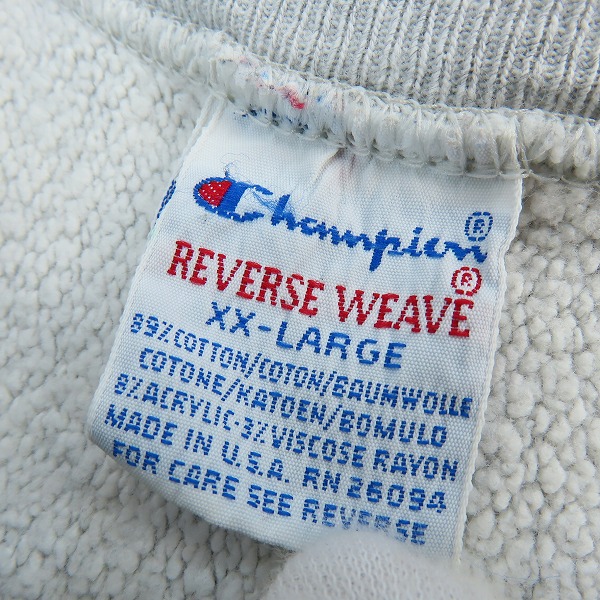 Champion®
REVERSE WEAVE®
XX-LARGE
89% COTTON/COTON/BAUMWOLLE
COTONE/KATOEN/BOMULD
8% ACRYLIC·3% VISCOSE RAYON
MADE IN U.S.A. RN 26094
FOR CARE SEE REVERSE